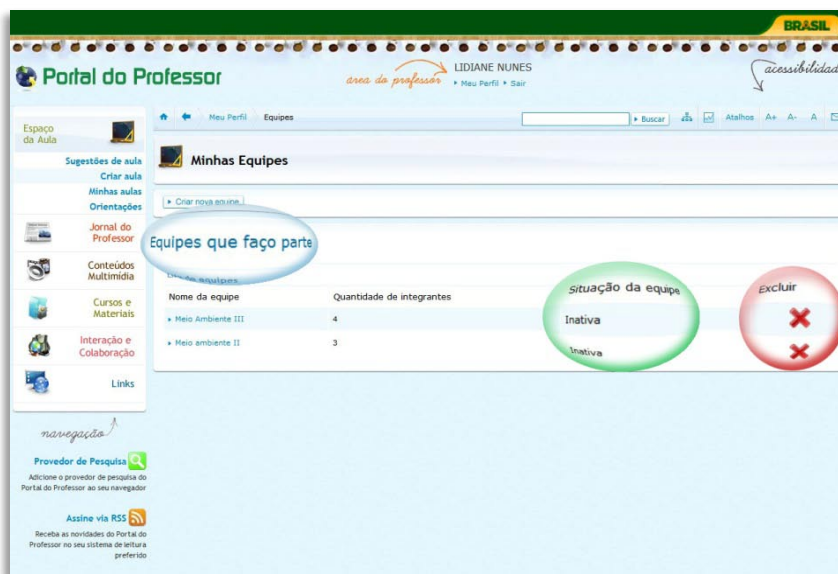 BRASIL
Portal do Professor
área do professor
LIDIANE NUNES
Meu Perfil Sair
acessibilidad
Espaço
da Aula
Sugestões de aula
Criar aula
Minhas aulas
Orientações
Jornal do
Professor
Conteúdos
Multimídia
Cursos e
Materiais
Interação e
Colaboração
Links
navegação
Provedor de Pesquisa
Adicione o provedor de pesquisa do
Portal do Professor ao seu navegador
Assine via RSS
Receba as novidades do Portal do
Professor no seu sistema de leitura
preferido
Meu Perfil Equipes
Buscar
Atalhos A+ A- A
Minhas Equipes
Criar nova equipe
Equipes que faço parte
Nome da equipe Quantidade de integrantes Situação da equipe Excluir
Meio Ambiente III 4 Inativa
Meio ambiente II 3 Inativa